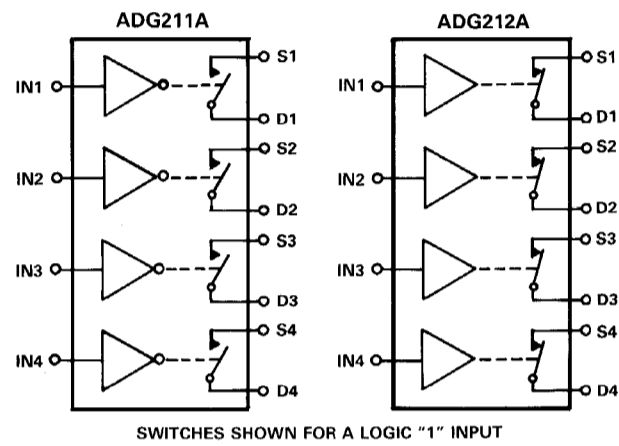 ADG211A
IN1
S1
D1
IN2
S2
D2
IN3
S3
D3
IN4
S4
D4
ADG212A
IN1
S1
D1
IN2
S2
D2
IN3
S3
D3
IN4
S4
D4
SWITCHES SHOWN FOR A LOGIC "1" INPUT